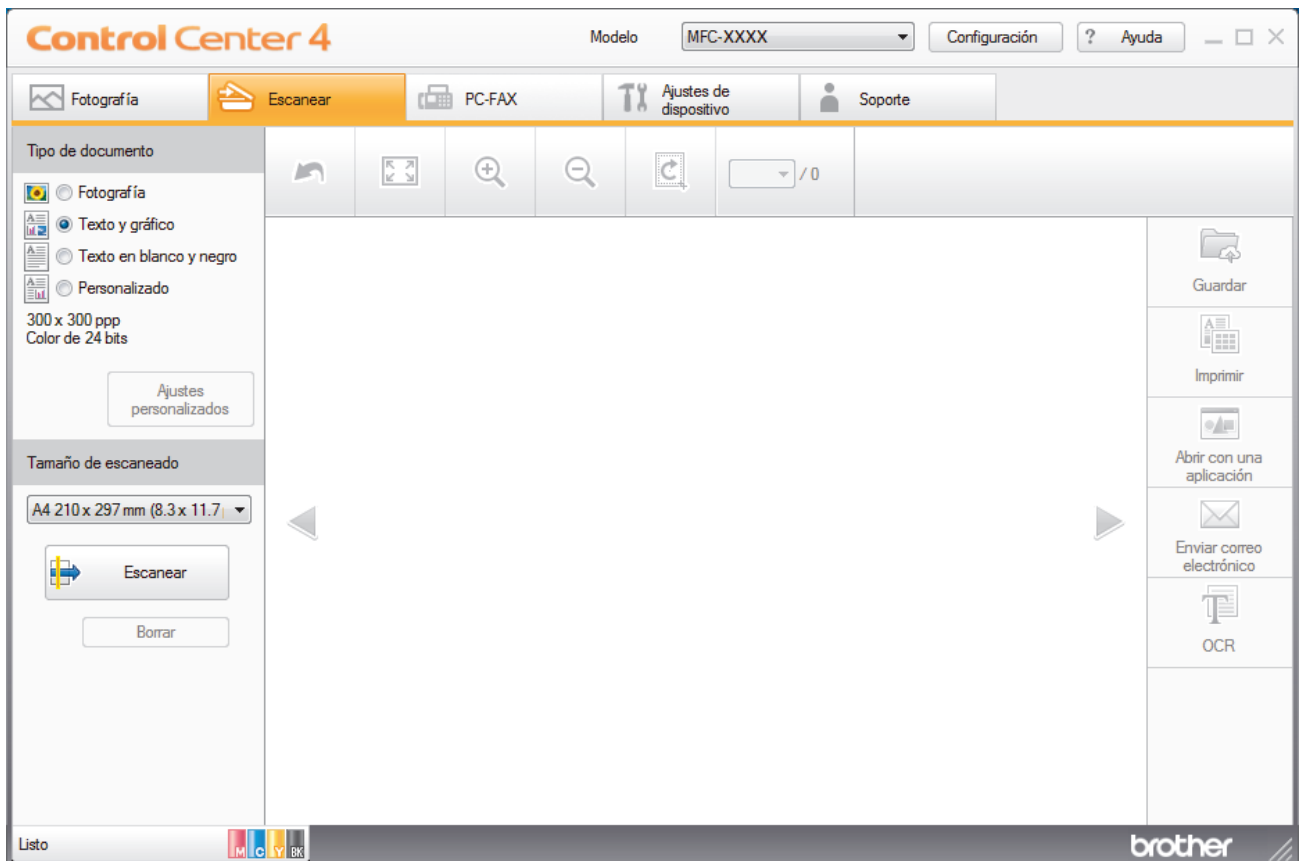 Control Center 4
Modelo
MFC-XXXX
Configuración
? Ayuda
Fotografía
Escanear
PC-FAX
Ajustes de
dispositivo
Soporte
Tipo de documento
Fotografía
Texto y gráfico
Texto en blanco y negro
Personalizado
300 x 300 ppp
Color de 24 bits
Ajustes
personalizados
Tamaño de escaneado
A4 210 x 297 mm (8.3 x 11.7
Escanear
Borrar
/ 0
Guardar
Imprimir
Abrir con una
aplicación
Enviar correo
electrónico
OCR
Listo
M C Y BK
brother